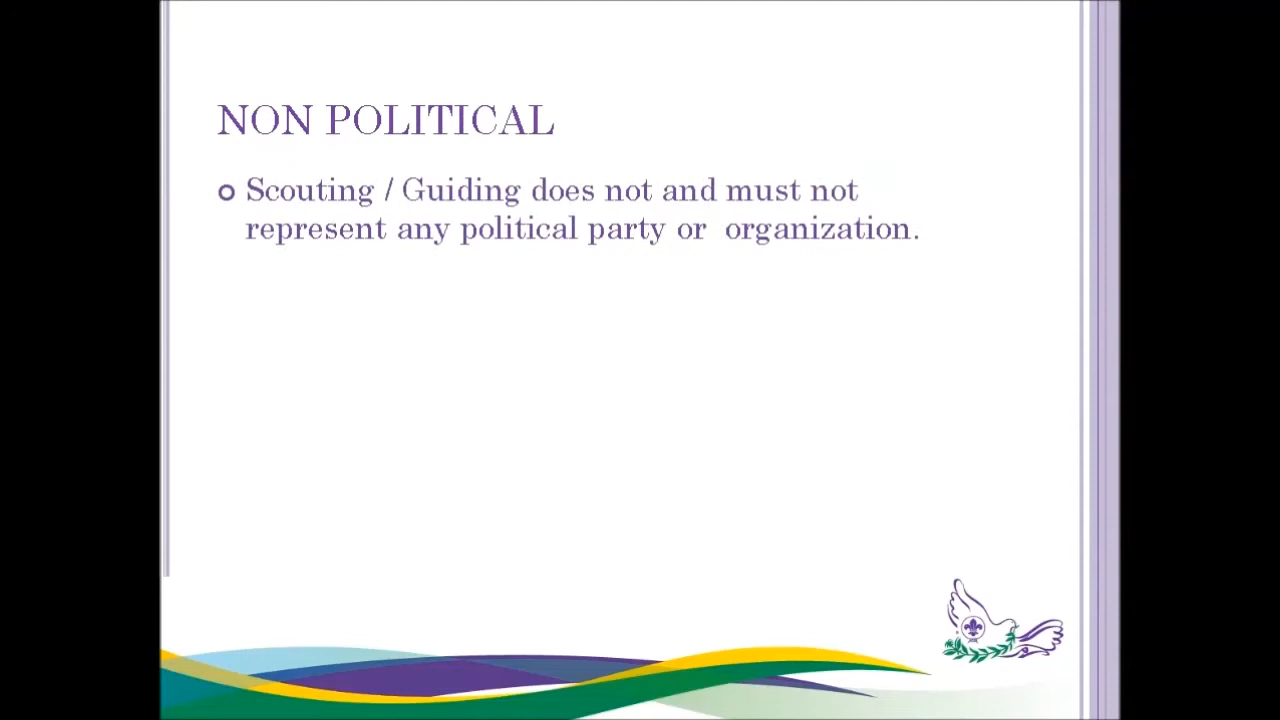 NON POLITICAL
Scouting / Guiding does not and must not
represent any political party or  organization.